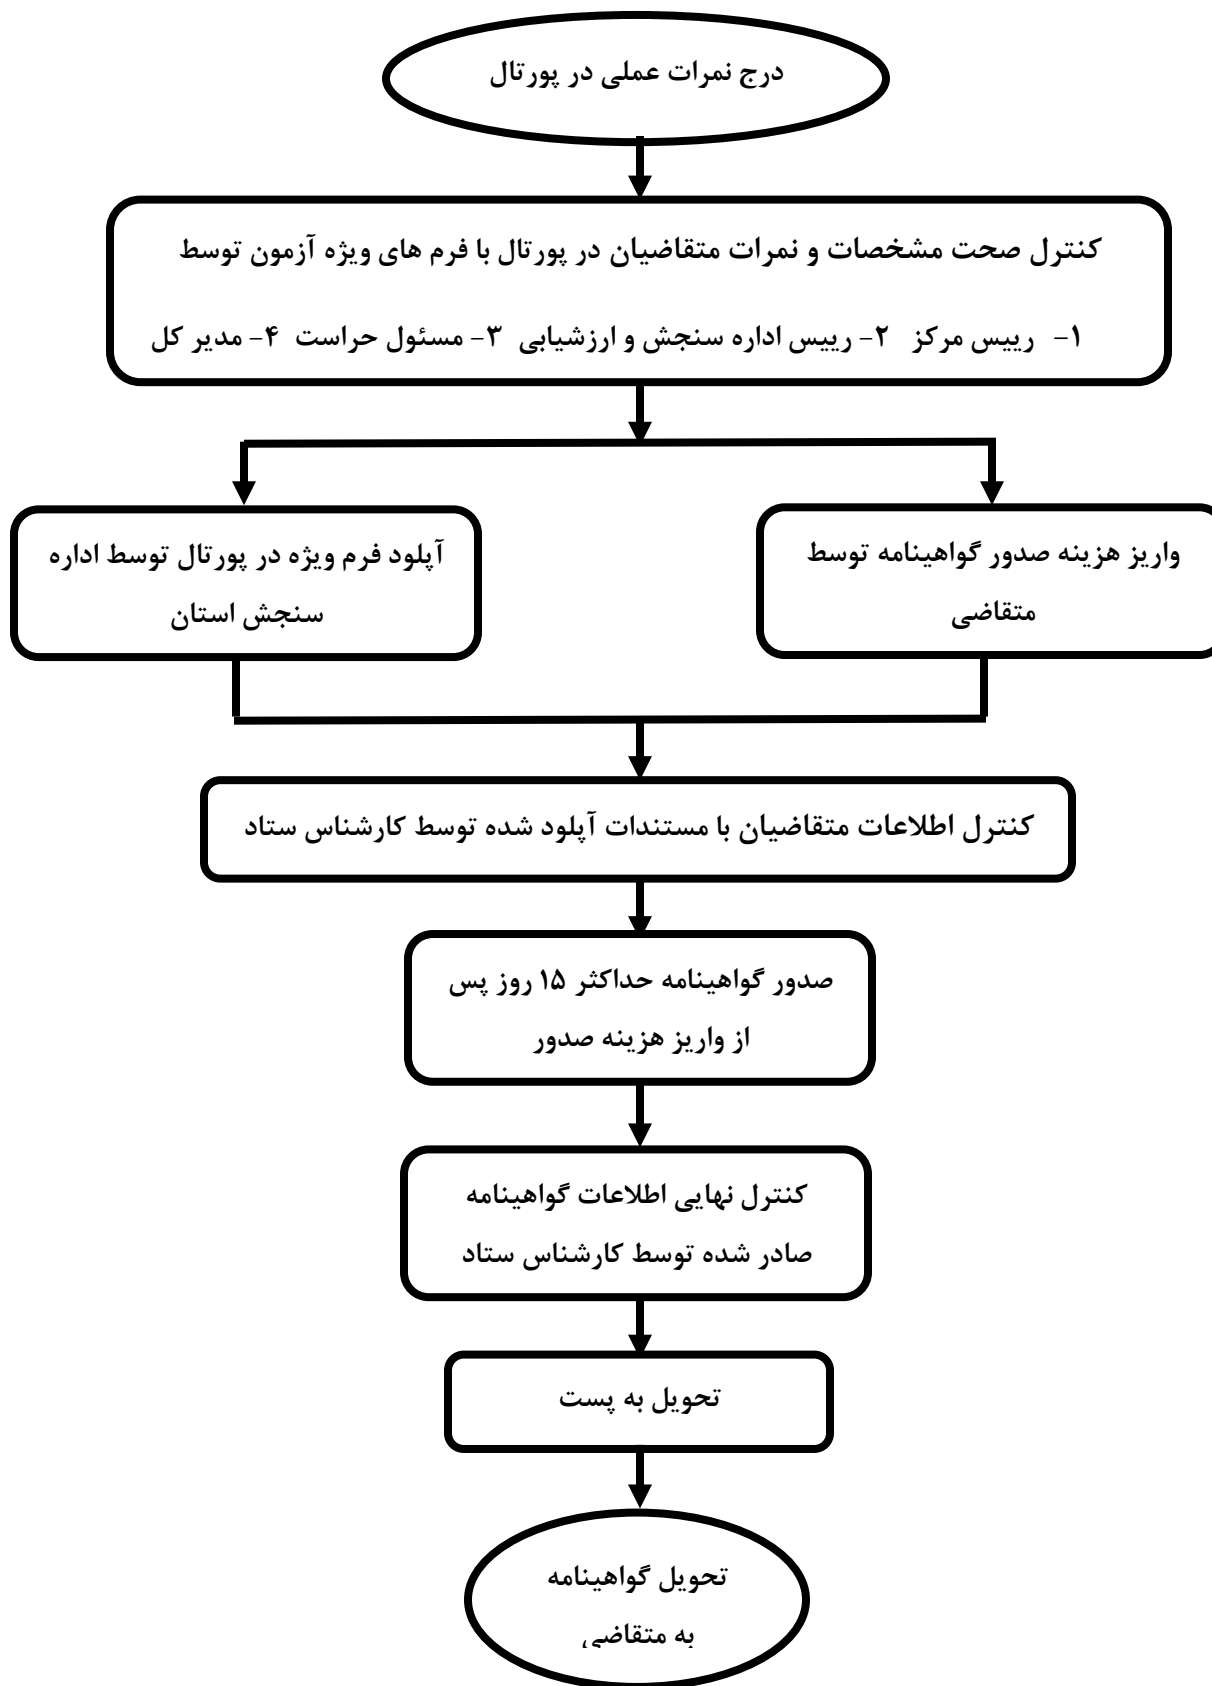 درج نمرات عملی در پورتال
کنترل صحت مشخصات و نمرات متقاضیان در پورتال با فرم های ویژه آزمون توسط
۱- رییس مرکز ۲- رییس اداره سنجش و ارزشیابی ۳- مسئول حراست ۴- مدیر کل
واریز هزینه صدور گواهینامه توسط
متقاضی
آپلود فرم ویژه در پورتال توسط اداره
سنجش استان
کنترل اطلاعات متقاضیان با مستندات آپلود شده توسط کارشناس ستاد
صدور گواهینامه حداکثر ۱۵ روز پس
از واریز هزینه صدور
کنترل نهایی اطلاعات گواهینامه
صادر شده توسط کارشناس ستاد
تحویل به پست
تحویل گواهینامه
به متقاضی